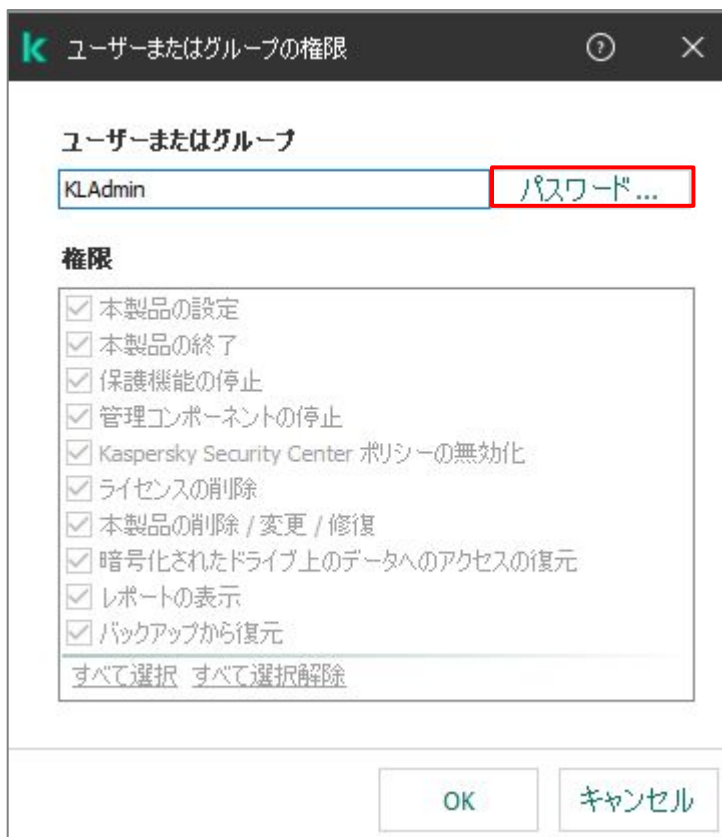 ユーザーまたはグループの権限
ユーザーまたはグループ
KLAdmin パスワード...
権限
本製品の設定
本製品の終了
保護機能の停止
管理コンポーネントの停止
Kaspersky Security Center ポリシーの無効化
ライセンスの削除
本製品の削除 / 変更 / 修復
暗号化されたドライブ上のデータへのアクセスの復元
レポートの表示
バックアップから復元
すべて選択 すべて選択解除
OK キャンセル